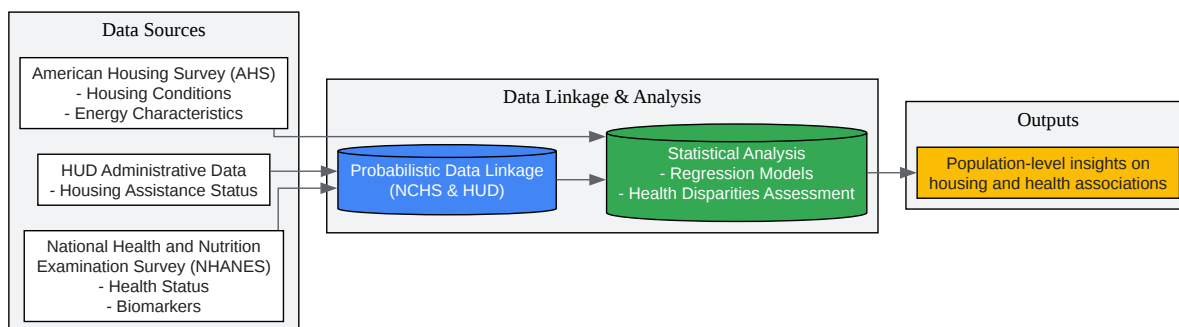 Data Sources
American Housing Survey (AHS)
- Housing Conditions
- Energy Characteristics
HUD Administrative Data
- Housing Assistance Status
National Health and Nutrition
Examination Survey (NHANES)
- Health Status
- Biomarkers
Data Linkage & Analysis
Probabilistic Data Linkage
(NCHS & HUD)
Statistical Analysis
- Regression Models
- Health Disparities Assessment
Outputs
Population-level insights on
housing and health associations